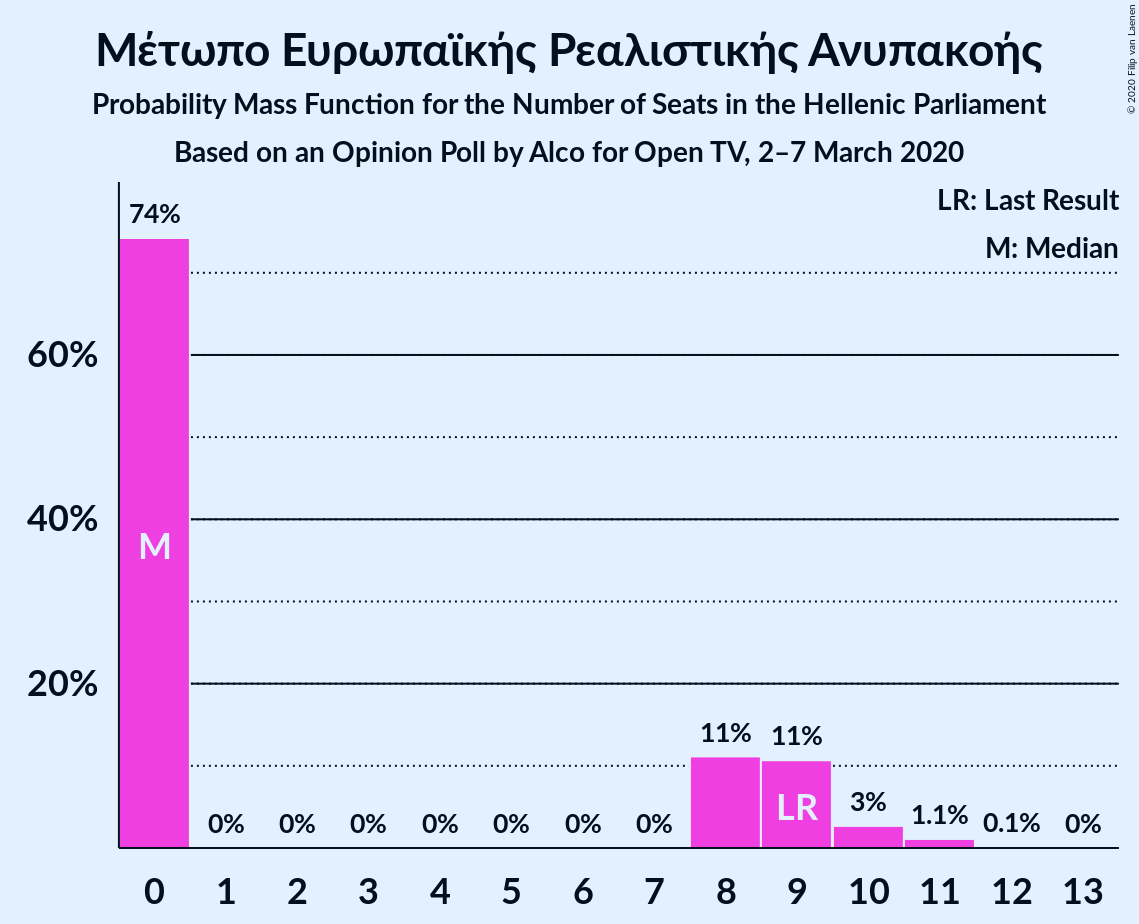 Μέτωπο Ευρωπαϊκής Ρεαλιστικής Ανυπακοής
Probability Mass Function for the Number of Seats in the Hellenic Parliament
Based on an Opinion Poll by Alco for Open TV, 2–7 March 2020
© 2020 Filip van Laenen
LR: Last Result
M: Median
74%
60%
40%
20%
M
0% 0% 0% 0% 0% 0% 0% 11% 11% 3% 1.1% 0.1% 0%
LR
0 1 2 3 4 5 6 7 8 9 10 11 12 13